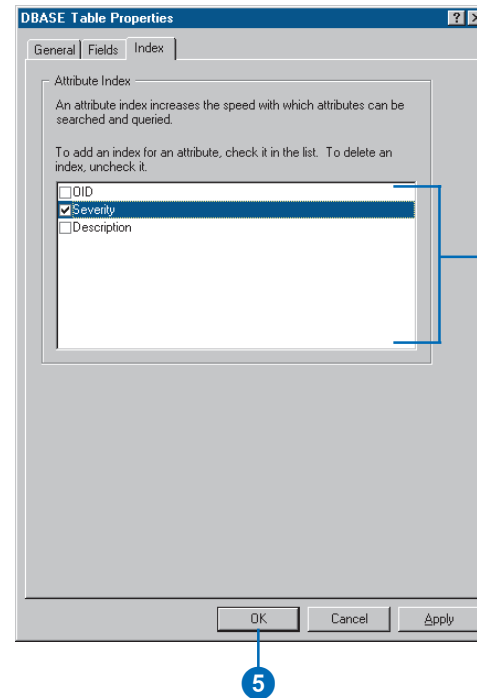 DBASE Table Properties
General Fields Index
Attribute Index
An attribute index increases the speed with which attributes can be
searched and queried.
To add an index for an attribute, check it in the list. To delete an
index, uncheck it.
OID
Severity
Description
OK Cancel Apply
5